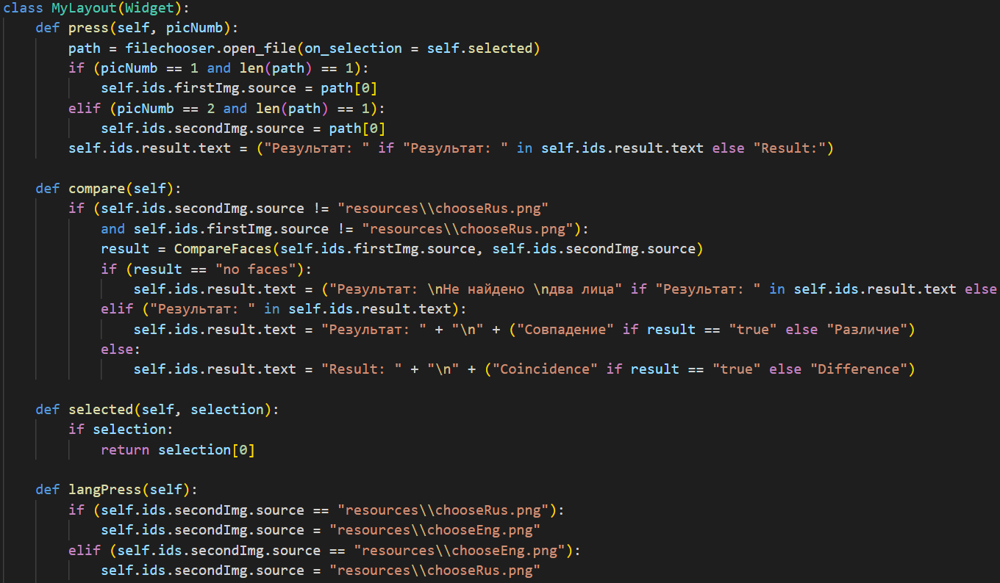 class MyLayout(Widget):
    def press(self, picNumb):
        path = filechooser.open_file(on_selection = self.selected)
        if (picNumb == 1 and len(path) == 1):
            self.ids.firstImg.source = path[0]
        elif (picNumb == 2 and len(path) == 1):
            self.ids.secondImg.source = path[0]
        self.ids.result.text = ("Результат: " if "Результат: " in self.ids.result.text else "Result:")

    def compare(self):
        if (self.ids.secondImg.source != "resources\\chooseRus.png"
            and self.ids.firstImg.source != "resources\\chooseRus.png"):
            result = CompareFaces(self.ids.firstImg.source, self.ids.secondImg.source)
            if (result == "no faces"):
                self.ids.result.text = ("Результат: \nНе найдено \nдва лица" if "Результат: " in self.ids.result.text else
            elif ("Результат: " in self.ids.result.text):
                self.ids.result.text = "Результат: " + "\n" + ("Совпадение" if result == "true" else "Различие")
            else:
                self.ids.result.text = "Result: " + "\n" + ("Coincidence" if result == "true" else "Difference")

    def selected(self, selection):
        if selection:
            return selection[0]

    def langPress(self):
        if (self.ids.secondImg.source == "resources\\chooseRus.png"):
            self.ids.secondImg.source = "resources\\chooseEng.png"
        elif (self.ids.secondImg.source == "resources\\chooseEng.png"):
            self.ids.secondImg.source = "resources\\chooseRus.png"